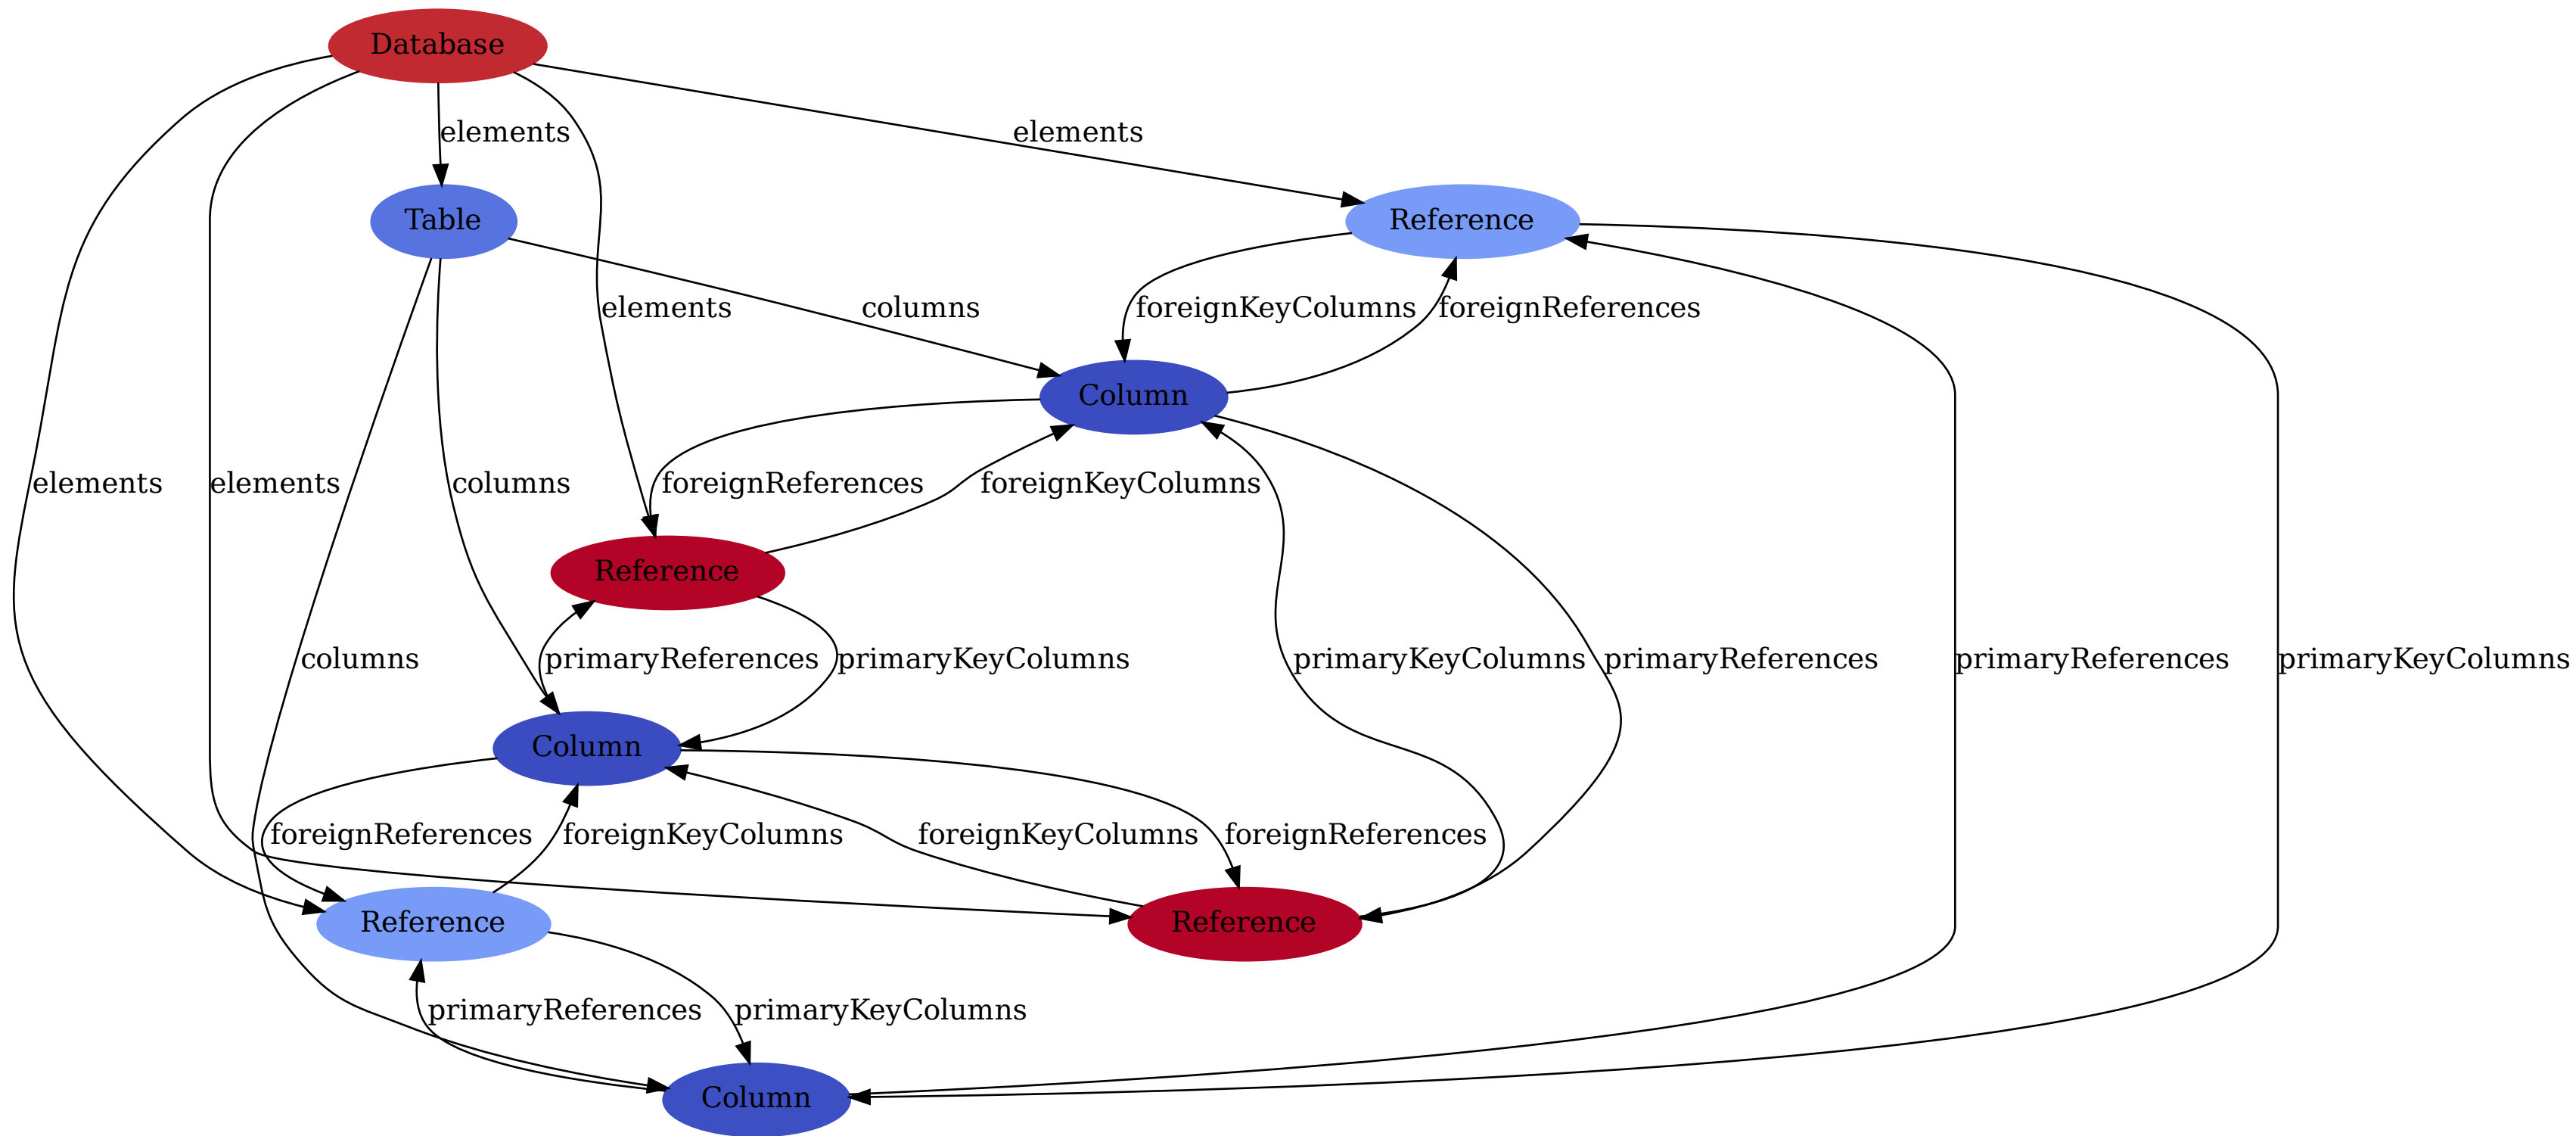 Database
elements
elements
Table
Reference
elements
columns
foreignKeyColumns
foreignReferences
Column
elements
elements
columns
foreignReferences
foreignKeyColumns
Reference
columns
primaryReferences
primaryKeyColumns
primaryKeyColumns
primaryReferences
primaryReferences
primaryKeyColumns
Column
foreignReferences
foreignKeyColumns
foreignKeyColumns
foreignReferences
Reference
Reference
primaryReferences
primaryKeyColumns
Column